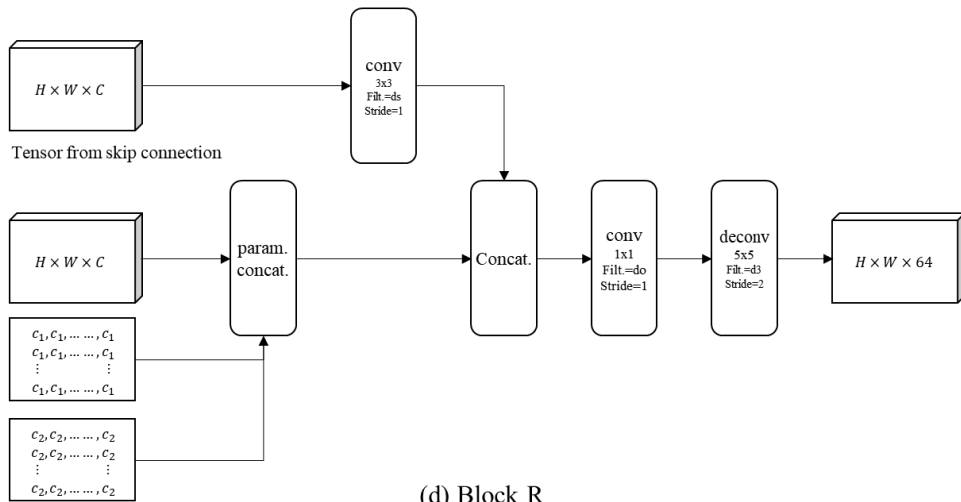 H × W × C
Tensor from skip connection
conv
3x3
Filt.=ds
Stride=1
H × W × C
param.
concat.
Concat.
conv
1x1
Filt.=do
Stride=1
deconv
5x5
Filt.=d3
Stride=2
H × W × 64
c₁, c₁, … … , c₁
c₁, c₁, … … , c₁
⋮ ⋮
c₁, c₁, … … , c₁
c₂, c₂, … … , c₂
c₂, c₂, … … , c₂
⋮ ⋮
c₂, c₂, … … , c₂
(d) Block R